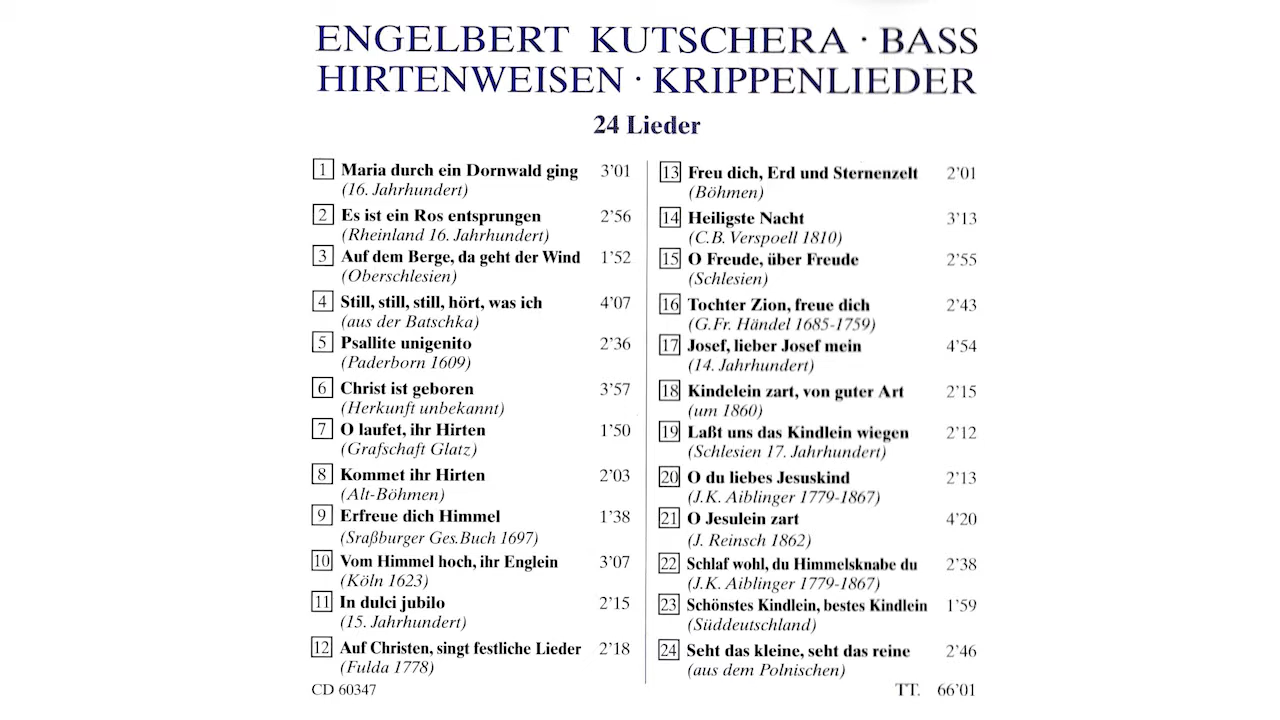 ENGELBERT KUTSCHERA · BASS
HIRTENWEISEN · KRIPPENLIEDER
24 Lieder
1 Maria durch ein Dornwald ging 3’01
(16. Jahrhundert)
2 Es ist ein Ros entsprungen 2’56
(Rheinland 16. Jahrhundert)
3 Auf dem Berge, da geht der Wind 1’52
(Oberschlesien)
4 Still, still, still, hört, was ich 4’07
(aus der Batschka)
5 Psallite unigenito 2’36
(Paderborn 1609)
6 Christ ist geboren 3’57
(Herkunft unbekannt)
7 O laufet, ihr Hirten 1’50
(Grafschaft Glatz)
8 Kommet ihr Hirten 2’03
(Alt-Böhmen)
9 Erfreue dich Himmel 1’38
(Sraßburger Ges.Buch 1697)
10 Vom Himmel hoch, ihr Englein 3’07
(Köln 1623)
11 In dulci jubilo 2’15
(15. Jahrhundert)
12 Auf Christen, singt festliche Lieder 2’18
(Fulda 1778)
CD 60347
13 Freu dich, Erd und Sternenzelt 2’01
(Böhmen)
14 Heiligste Nacht 3’13
(C.B. Verspoell 1810)
15 O Freude, über Freude 2’55
(Schlesien)
16 Tochter Zion, freue dich 2’43
(G.Fr. Händel 1685-1759)
17 Josef, lieber Josef mein 4’54
(14. Jahrhundert)
18 Kindelein zart, von guter Art 2’15
(um 1860)
19 Laßt uns das Kindlein wiegen 2’12
(Schlesien 17. Jahrhundert)
20 O du liebes Jesuskind 2’13
(J.K. Aiblinger 1779-1867)
21 O Jesulein zart 4’20
(J. Reinsch 1862)
22 Schlaf wohl, du Himmelsknabe du 2’38
(J.K. Aiblinger 1779-1867)
23 Schönstes Kindlein, bestes Kindlein 1’59
(Süddeutschland)
24 Seht das kleine, seht das reine 2’46
(aus dem Polnischen)
TT. 66’01